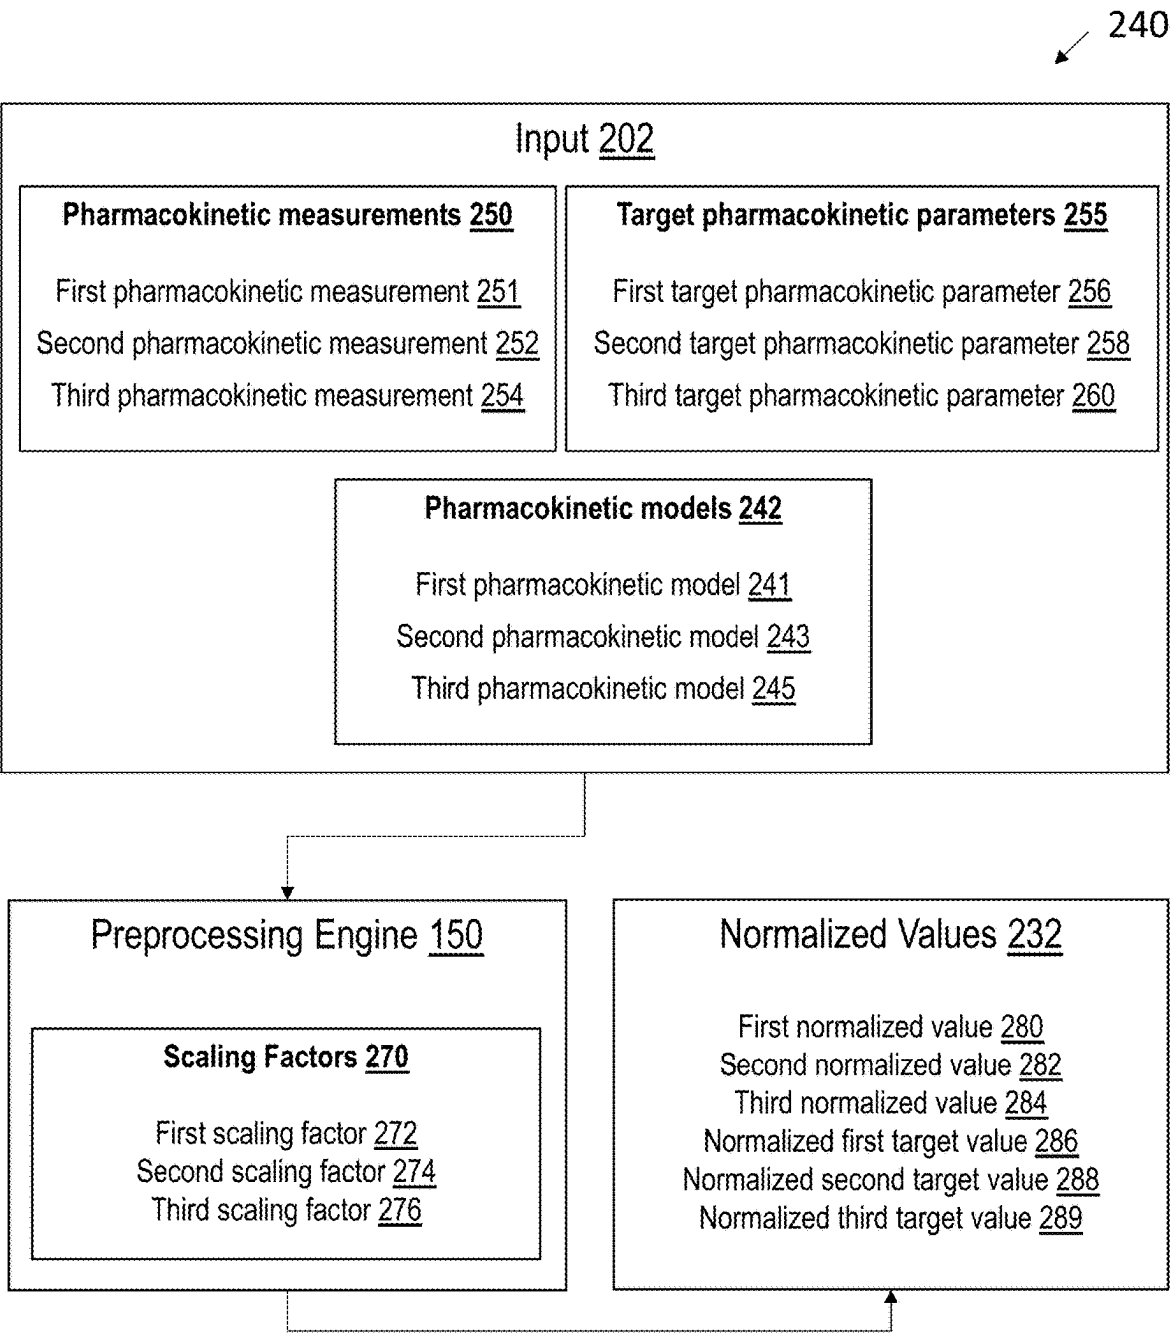 240
Input 202
Pharmacokinetic measurements 250
First pharmacokinetic measurement 251
Second pharmacokinetic measurement 252
Third pharmacokinetic measurement 254
Target pharmacokinetic parameters 255
First target pharmacokinetic parameter 256
Second target pharmacokinetic parameter 258
Third target pharmacokinetic parameter 260
Pharmacokinetic models 242
First pharmacokinetic model 241
Second pharmacokinetic model 243
Third pharmacokinetic model 245
Preprocessing Engine 150
Scaling Factors 270
First scaling factor 272
Second scaling factor 274
Third scaling factor 276
Normalized Values 232
First normalized value 280
Second normalized value 282
Third normalized value 284
Normalized first target value 286
Normalized second target value 288
Normalized third target value 289